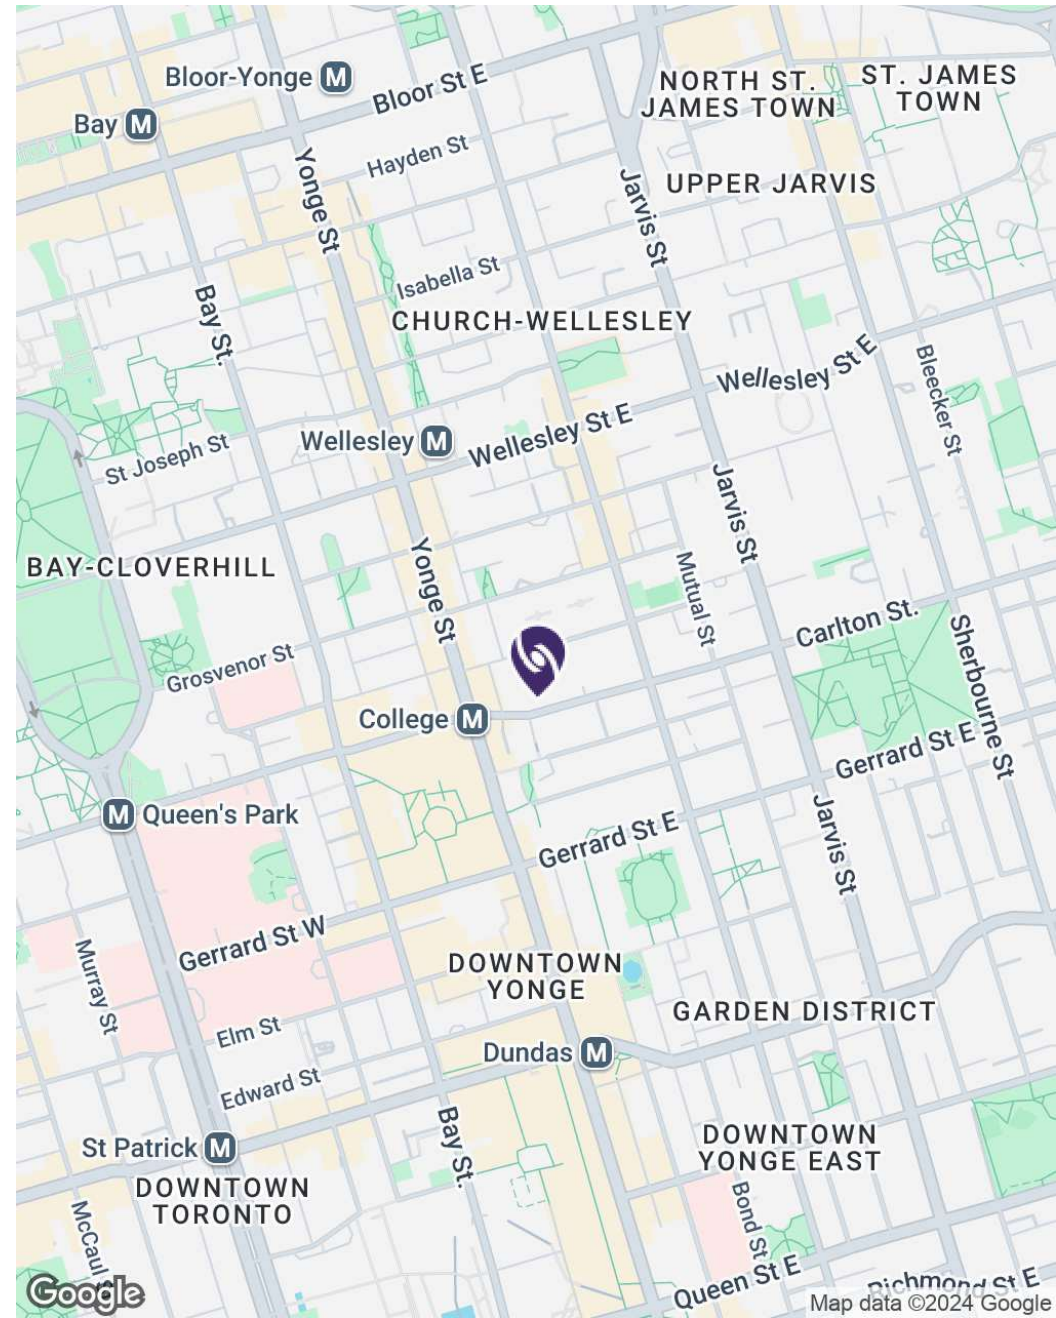 Bloor-Yonge M
Bloor St E
NORTH ST.
JAMES TOWN
ST. JAMES
TOWN
Bay M
Hayden St
Yonge St
Jarvis St
UPPER JARVIS
Isabella St
Bay St.
CHURCH-WELLESLEY
Wellesley St E
Bleecker St
Wellesley M
Wellesley St E
St Joseph St
Jarvis St
BAY-CLOVERHILL
Yonge St
Mutual St
Carlton St.
Sherbourne St
Grosvenor St
College M
Gerrard St E
Queen's Park M
Gerrard St E
Jarvis St
Gerrard St W
Murray St
DOWNTOWN
YONGE
GARDEN DISTRICT
Elm St
Dundas M
Edward St
Bay St.
St Patrick M
DOWNTOWN
YONGE EAST
DOWNTOWN
TORONTO
McCaul S
Bond St
Queen St E
Richmond St E
Google
Map data ©2024 Google